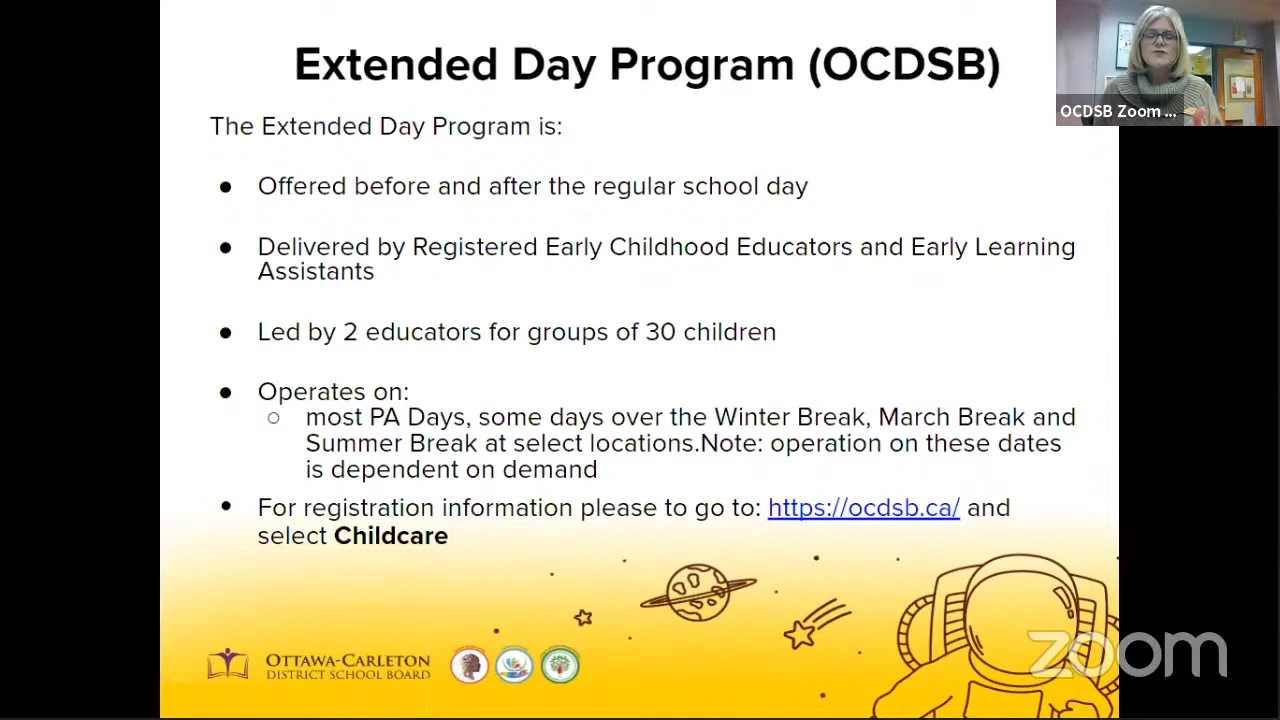 Extended Day Program (OCDSB)
OCDSB Zoom ...
The Extended Day Program is:
● Offered before and after the regular school day
● Delivered by Registered Early Childhood Educators and Early Learning
Assistants
● Led by 2 educators for groups of 30 children
● Operates on:
○ most PA Days, some days over the Winter Break, March Break and
Summer Break at select locations.Note: operation on these dates
is dependent on demand
• For registration information please to go to: https://ocdsb.ca/ and
select Childcare
OTTAWA-CARLETON
DISTRICT SCHOOL BOARD
zoom